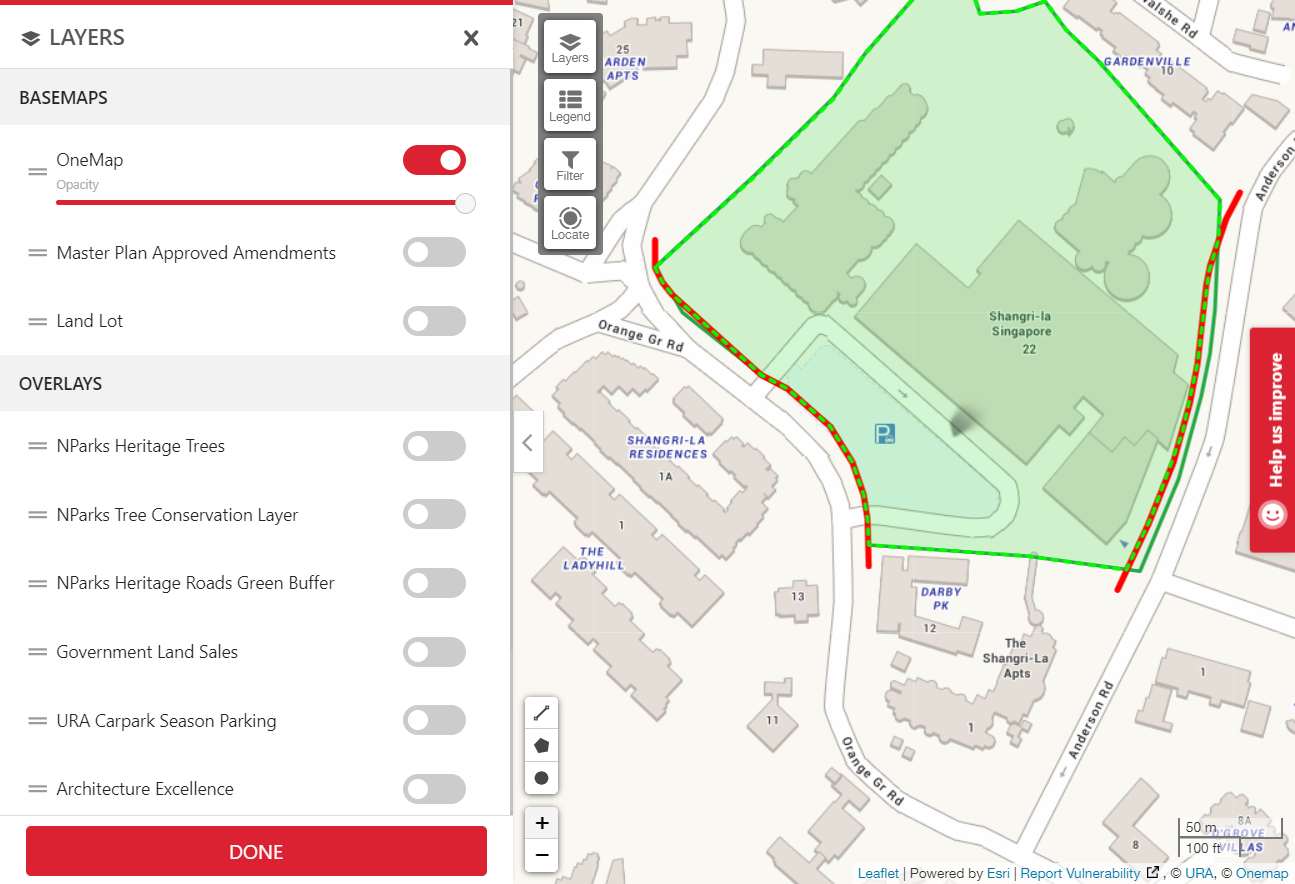 LAYERS
BASEMAPS
OneMap
Opacity
Master Plan Approved Amendments
Land Lot
OVERLAYS
NParks Heritage Trees
NParks Tree Conservation Layer
NParks Heritage Roads Green Buffer
Government Land Sales
URA Carpark Season Parking
Architecture Excellence
DONE
21
Layers
Legend
Filter
Locate
25
ARDEN
APTS
alshe Rd
GARDENVILLE
10
Anderson
Orange Gr Rd
Shangri-la
Singapore
22
Help us improve
SHANGRI-LA
RESIDENCES
1A
P
1
THE
LADYHILL
13
DARBY
PK
12
The
Shangri-La
Apts
1
1
11
Anderson Rd
Orange Gr Rd
+
−
50 m
100 ft
8A
D'GROVE
VILLAS
8
Leaflet | Powered by Esri | Report Vulnerability , © URA, © Onemap